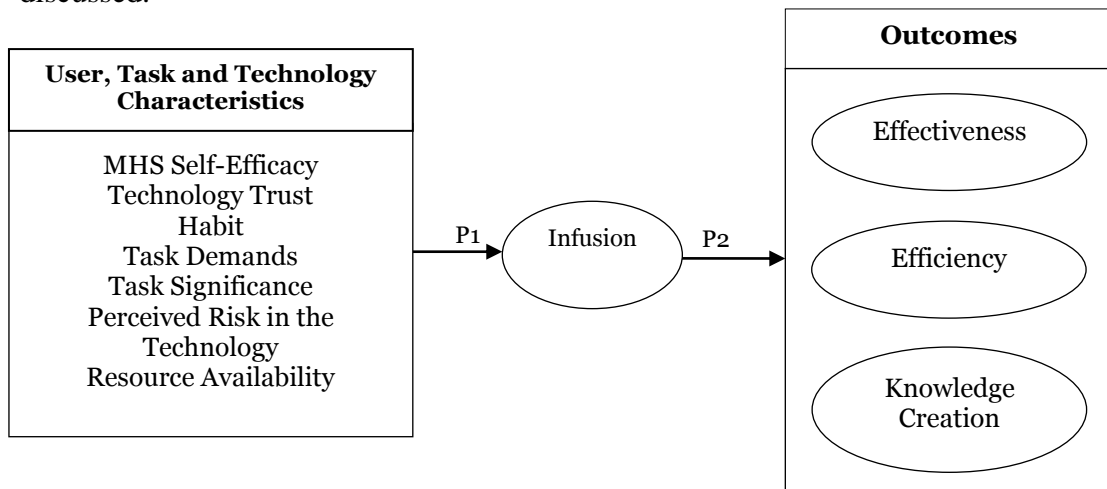 discussed.
User, Task and Technology
Characteristics
MHS Self-Efficacy
Technology Trust
Habit
Task Demands
Task Significance
Perceived Risk in the
Technology
Resource Availability
P1
Infusion
P2
Outcomes
Effectiveness
Efficiency
Knowledge
Creation